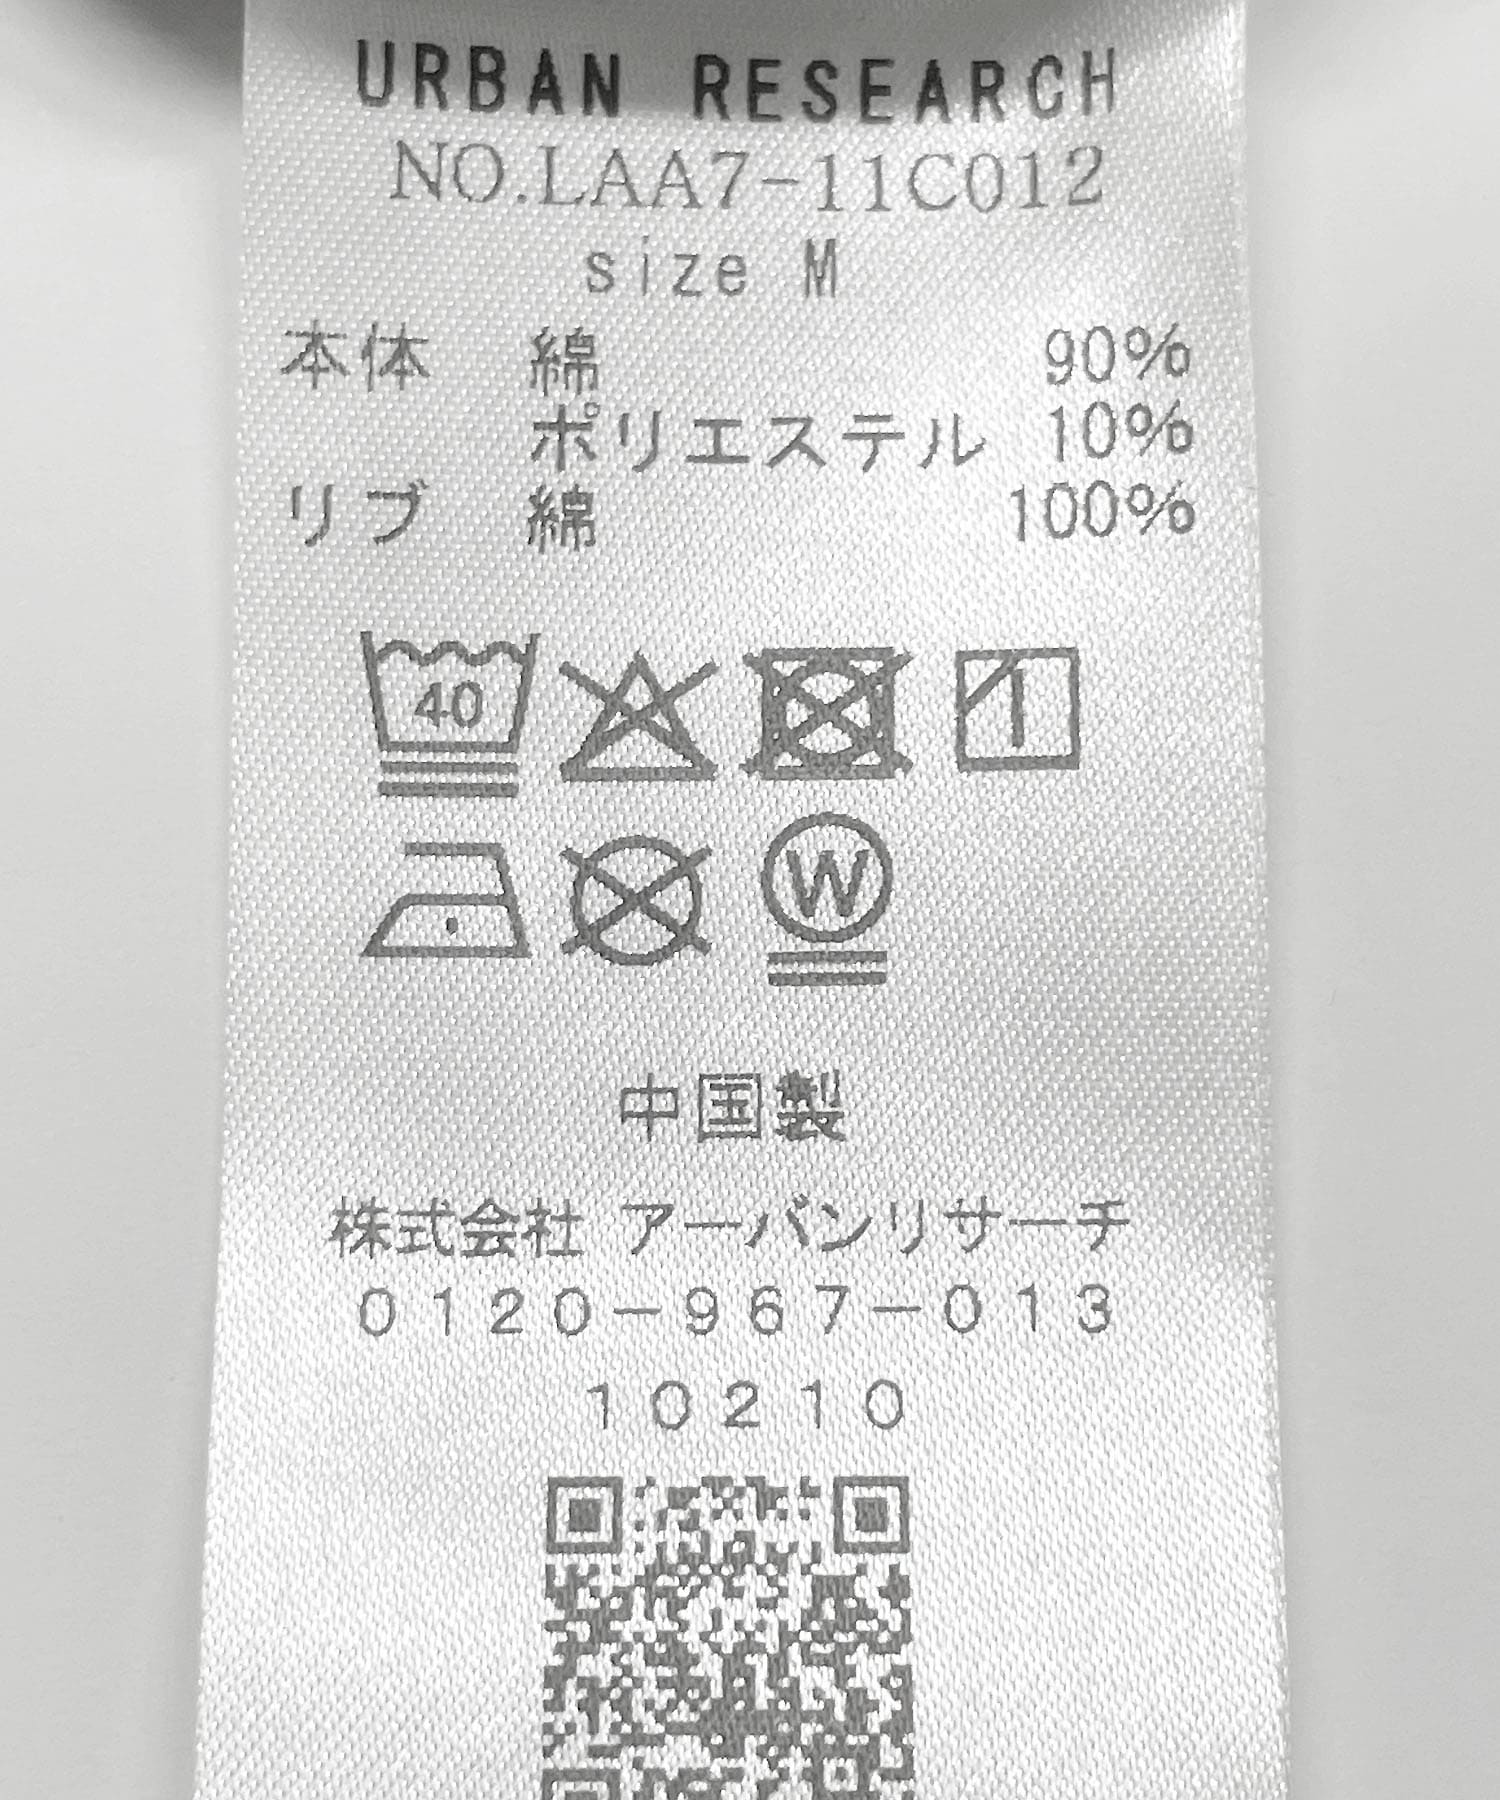 URBAN RESEARCH
NO.LAA7-11C012
size M
本体 綿 90%
ポリエステル 10%
リブ 綿 100%
40
W
中国製
株式会社 アーバンリサーチ
0120-967-013
10210